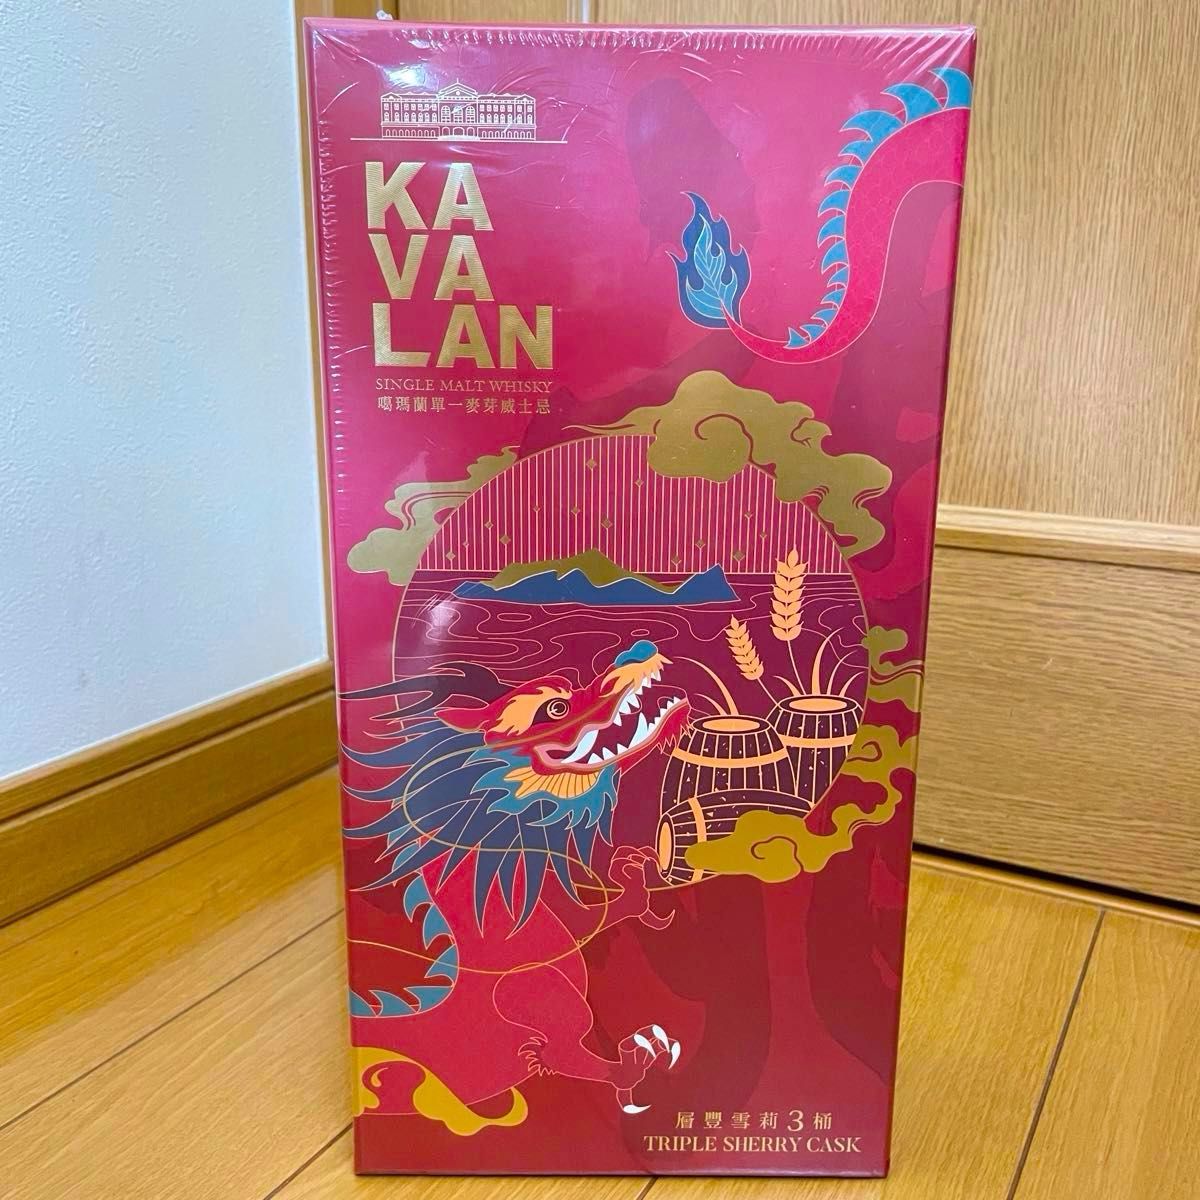 KA
VA
LAN
SINGLE MALT WHISKY
噶瑪蘭單一麥芽威士忌
層豐雪莉3桶
TRIPLE SHERRY CASK